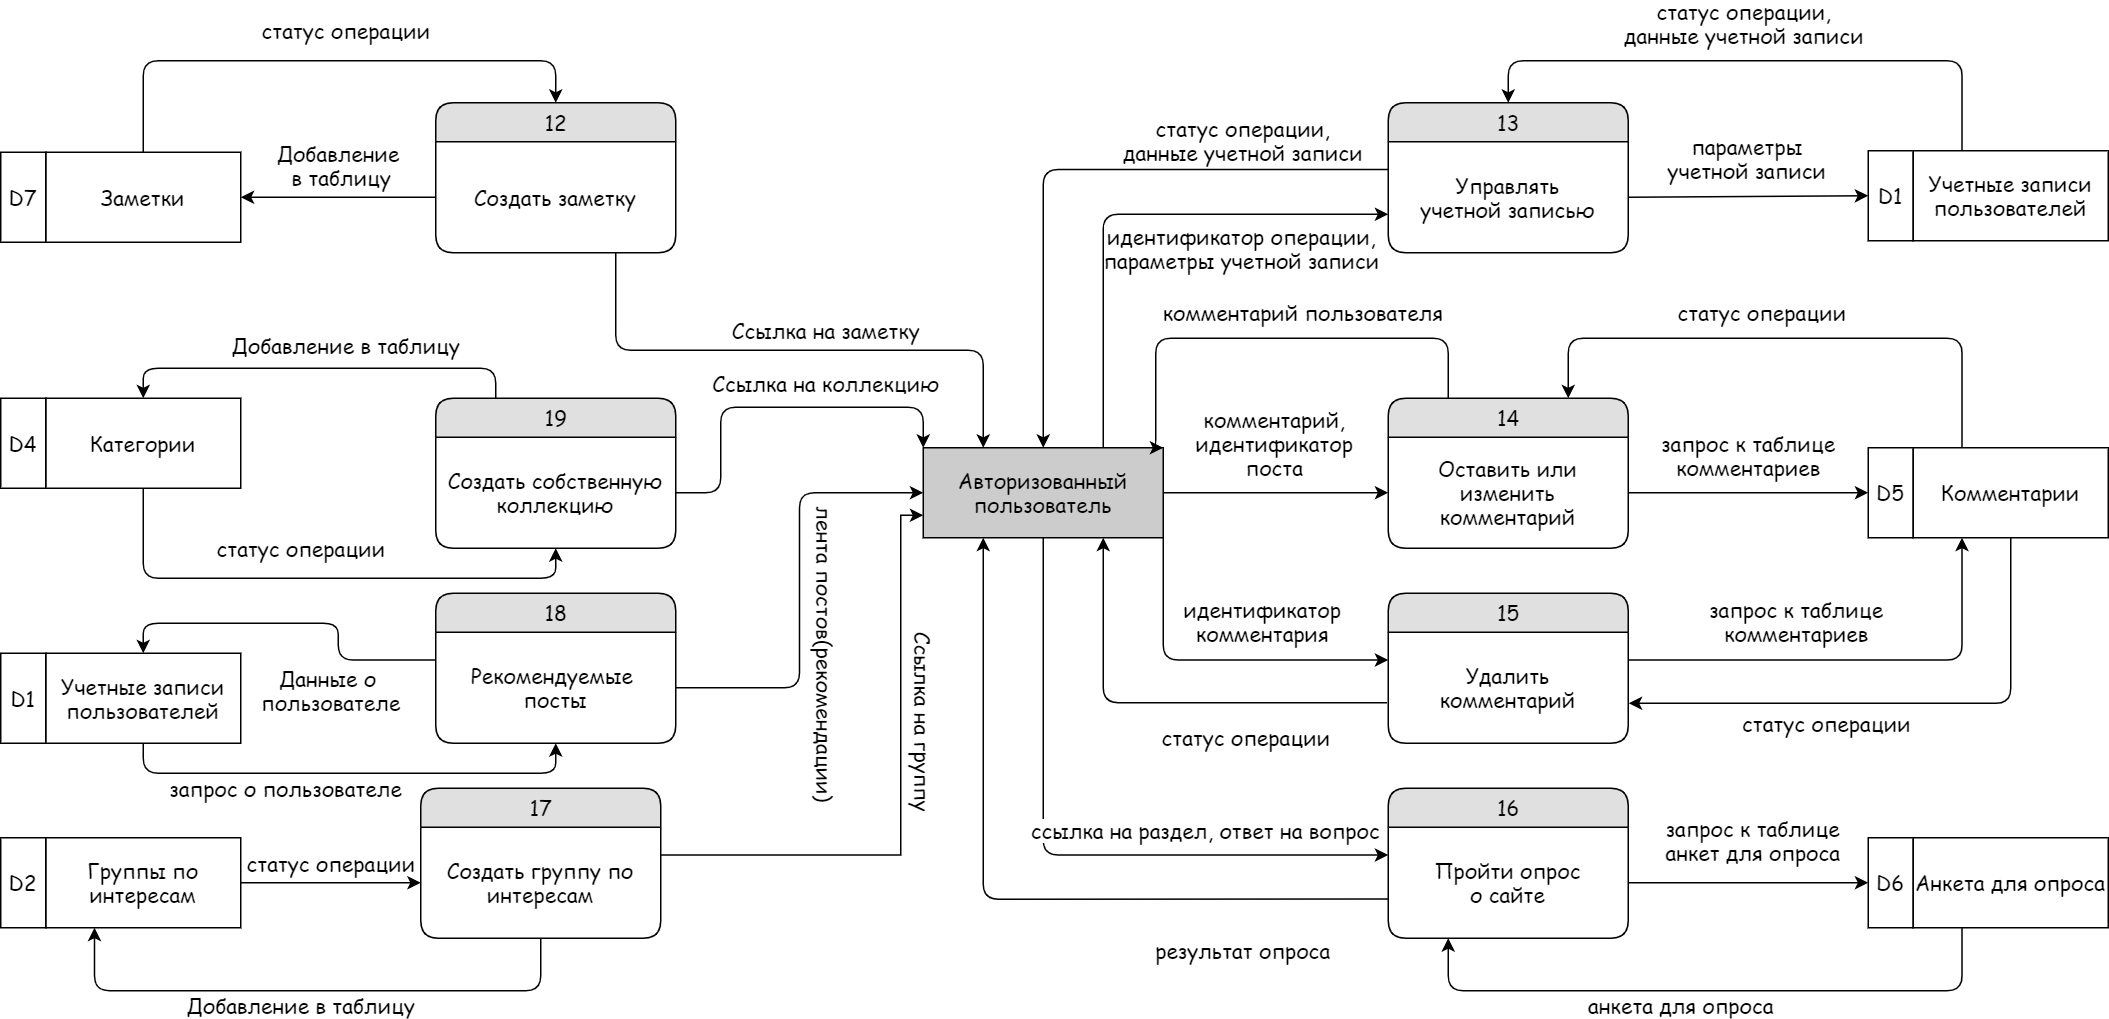 статус операции
12
Создать заметку
Добавление
в таблицу
D7
Заметки
Ссылка на заметку
Добавление в таблицу
19
Создать собственную
коллекцию
Ссылка на коллекцию
D4
Категории
статус операции
18
Рекомендуемые
посты
Данные о
пользователе
D1
Учетные записи
пользователей
запрос о пользователе
лента постов(рекомендации)
Ссылка на группу
17
Создать группу по
интересам
статус операции
D2
Группы по
интересам
Добавление в таблицу
Авторизованный
пользователь
статус операции,
данные учетной записи
13
Управлять
учетной записью
статус операции,
данные учетной записи
идентификатор операции,
параметры учетной записи
параметры
учетной записи
D1
Учетные записи
пользователей
комментарий пользователя
статус операции
14
Оставить или
изменить
комментарий
комментарий,
идентификатор
поста
запрос к таблице
комментариев
D5
Комментарии
15
Удалить
комментарий
идентификатор
комментария
запрос к таблице
комментариев
статус операции
статус операции
16
Пройти опрос
о сайте
ссылка на раздел, ответ на вопрос
запрос к таблице
анкет для опроса
D6
Анкета для опроса
результат опроса
анкета для опроса